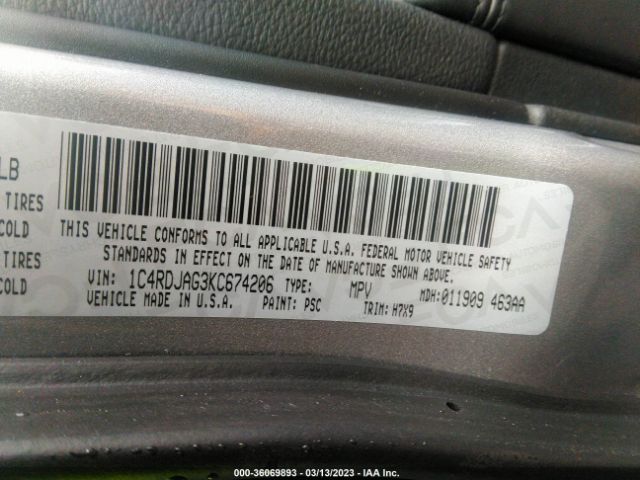 LB
TIRES
COLD
TIRES
COLD
THIS VEHICLE CONFORMS TO ALL APPLICABLE U.S.A. FEDERAL MOTOR VEHICLE SAFETY
STANDARDS IN EFFECT ON THE DATE OF MANUFACTURE SHOWN ABOVE.
VIN: 1C4RDJAG3KC674206 TYPE: MPV MDH:011909 463AA
VEHICLE MADE IN U.S.A. PAINT: PSC TRIM: H7X9
000-36069893 - 03/13/2023 - IAA Inc.